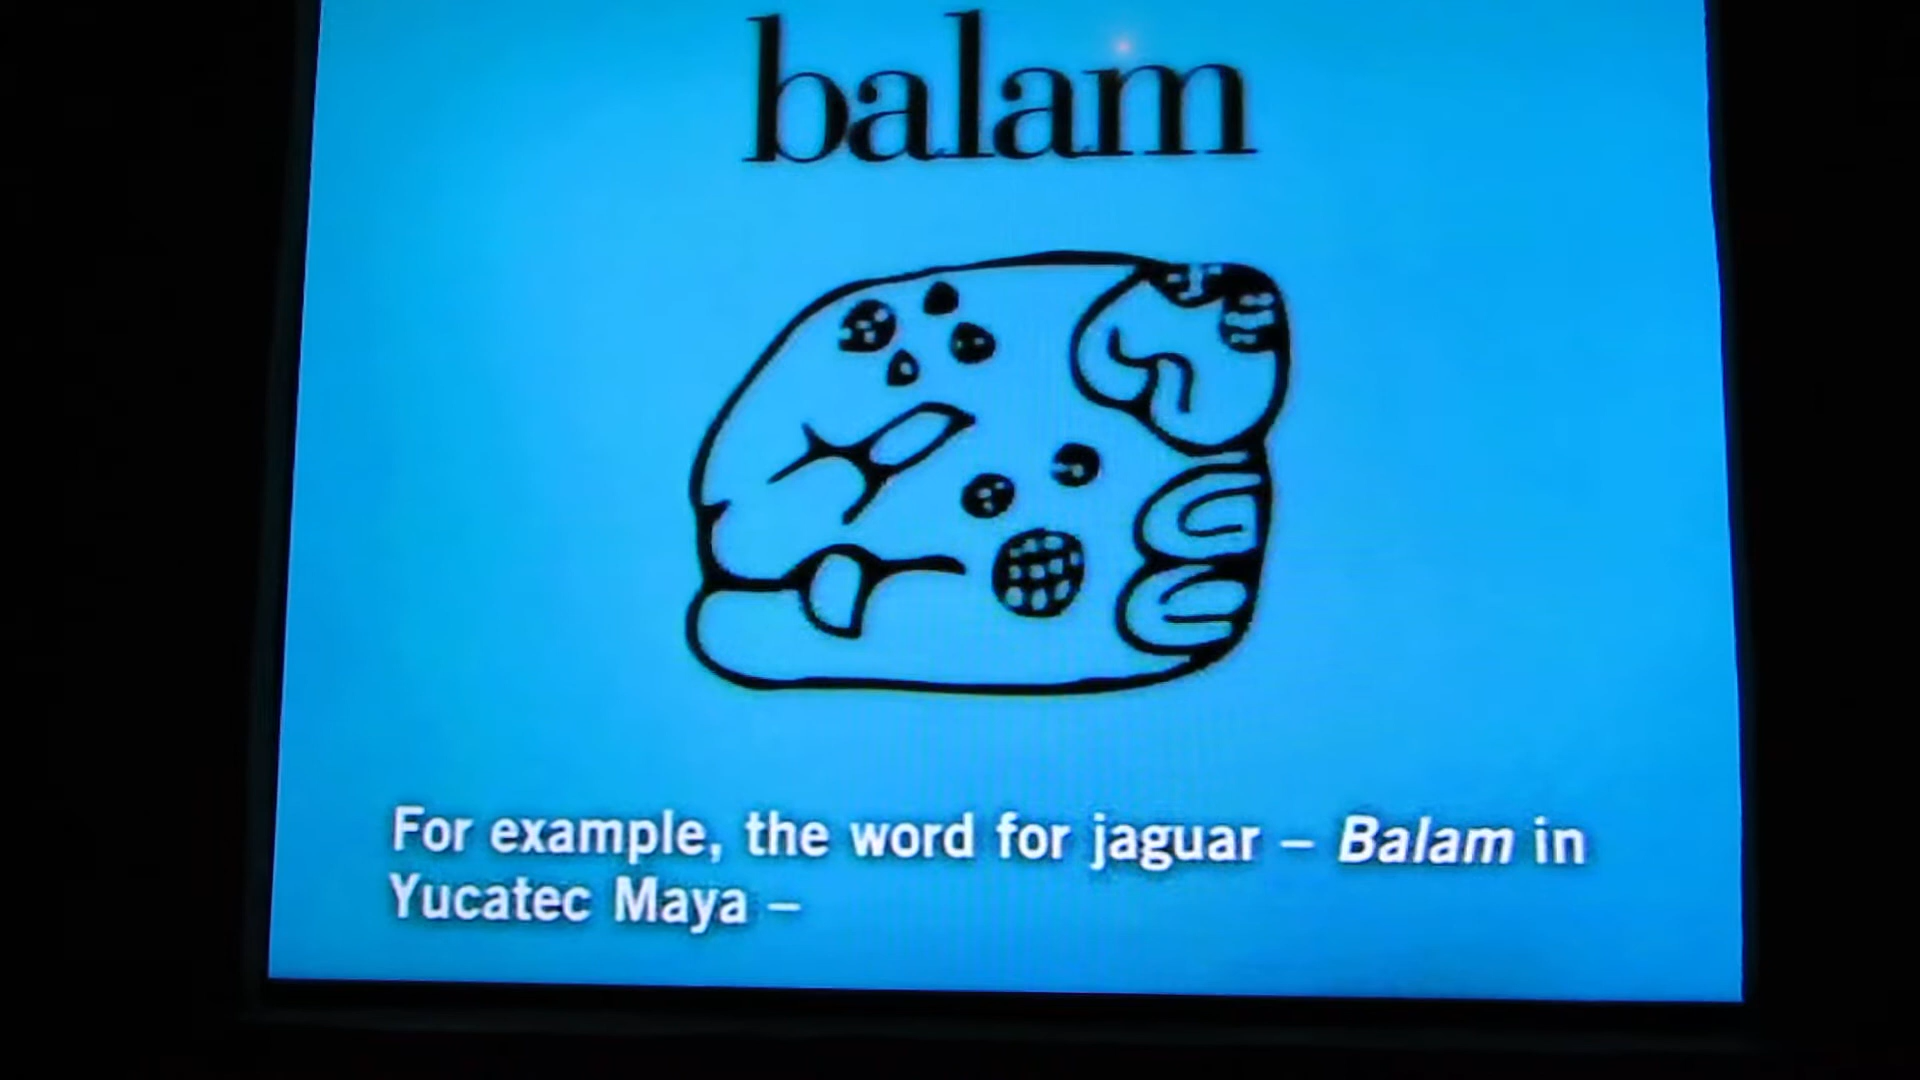 balam
For example, the word for jaguar – Balam in
Yucatec Maya –